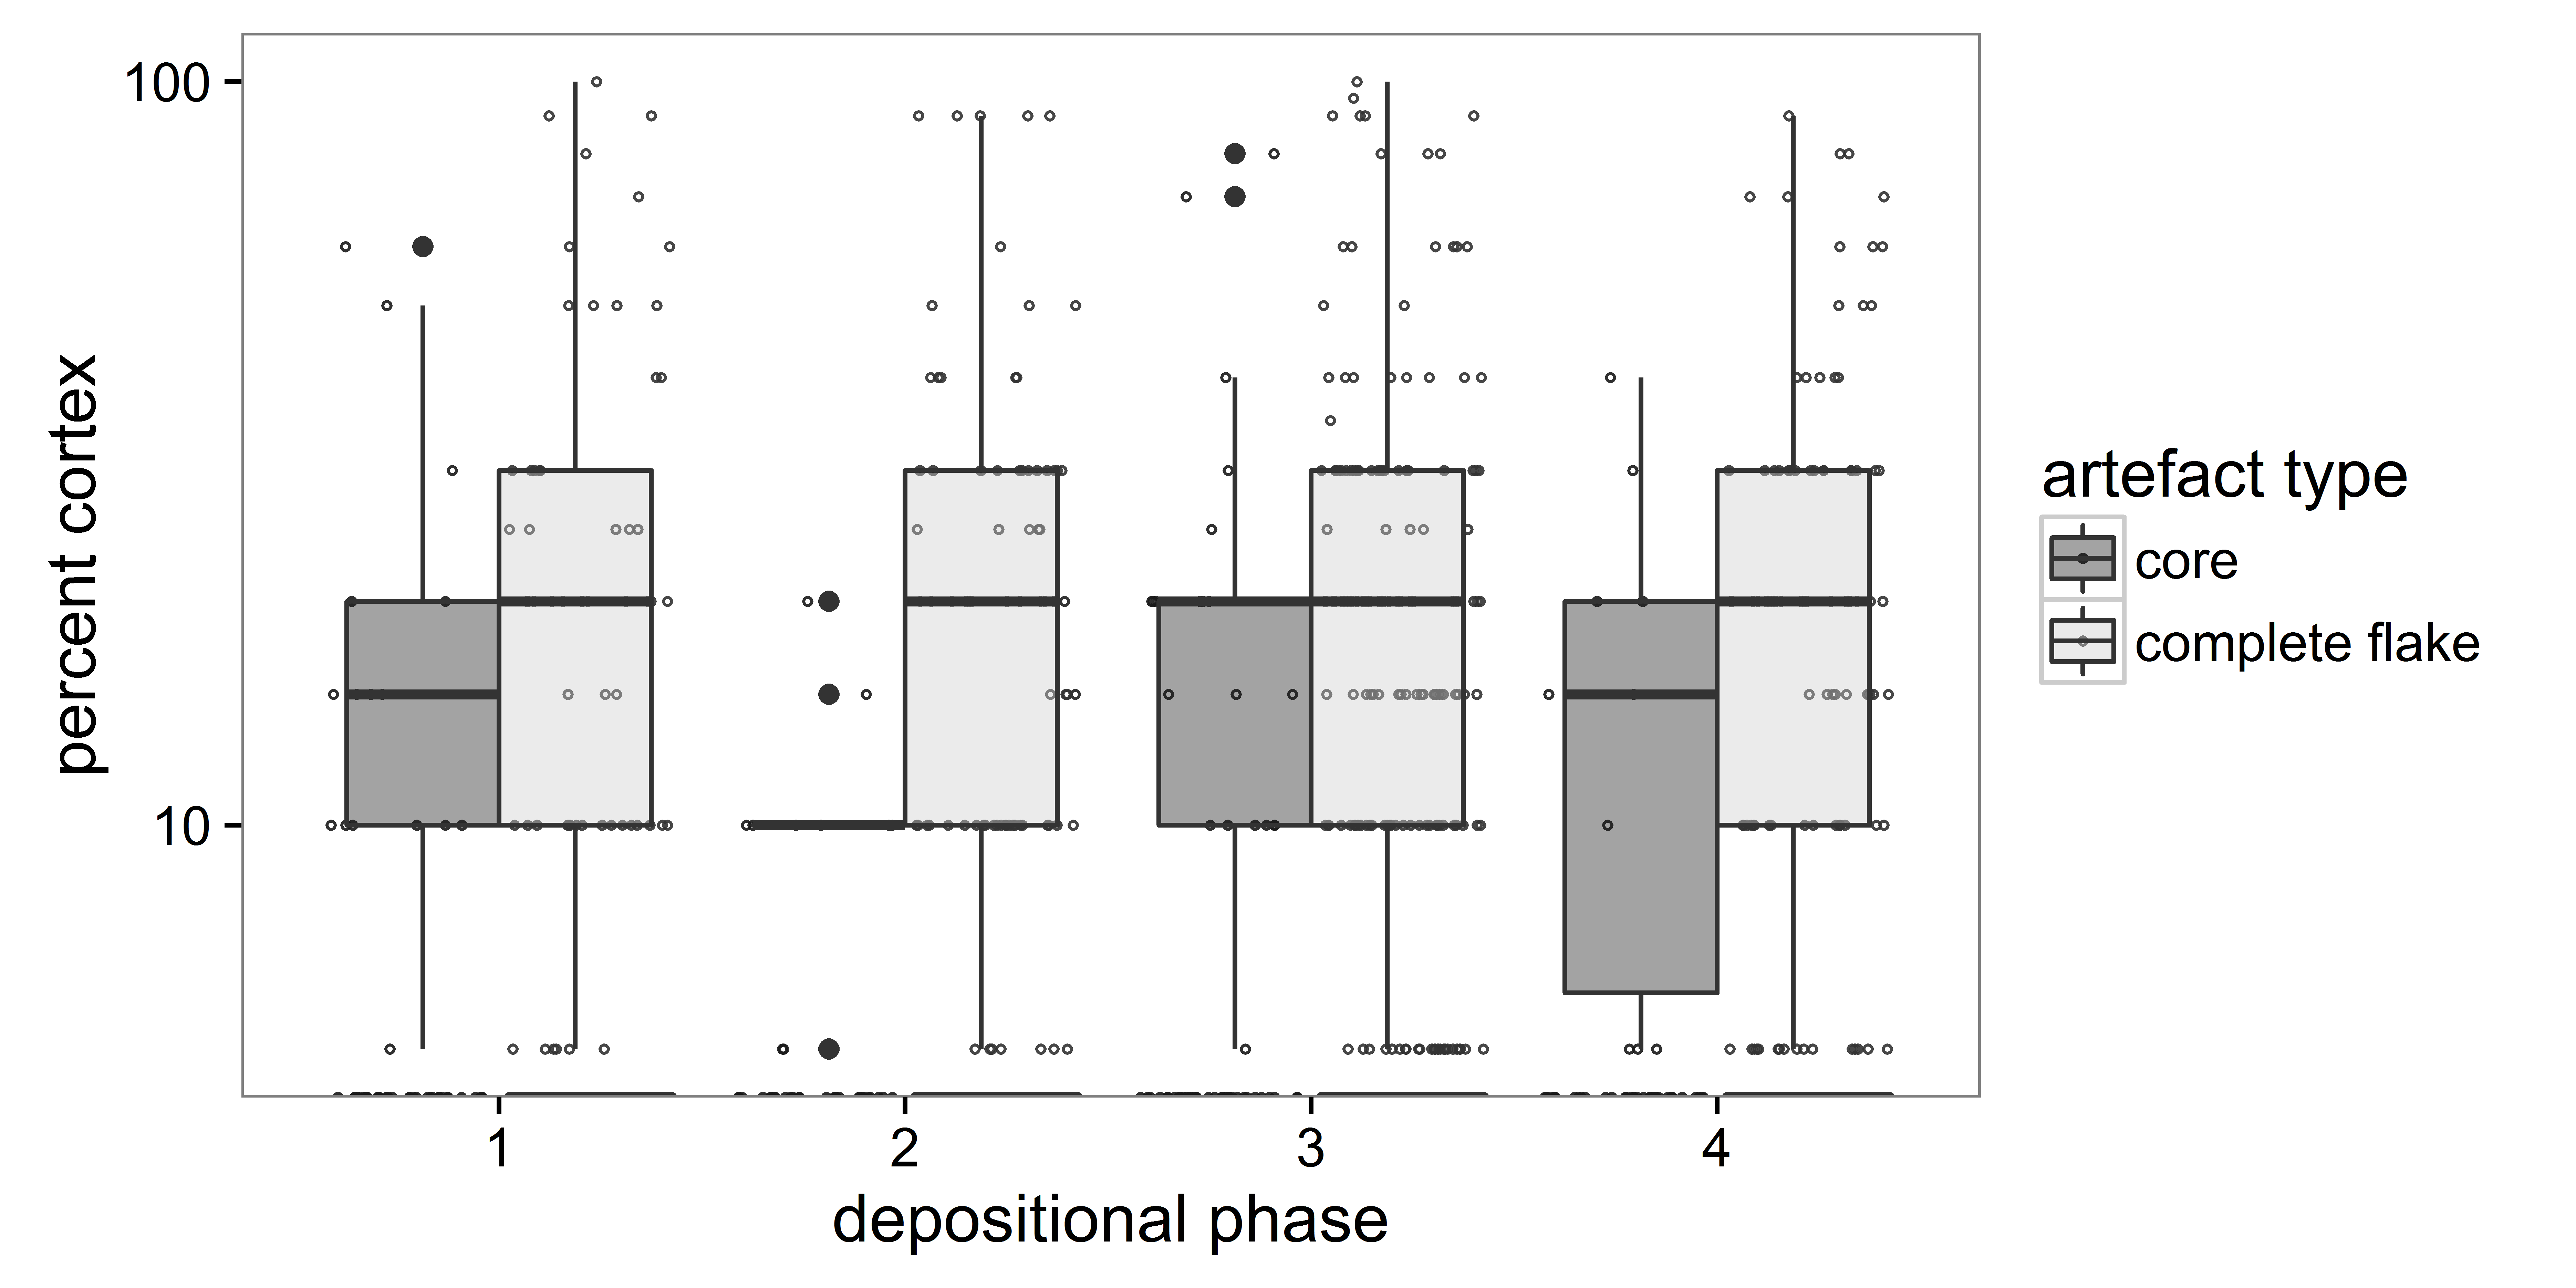 100
10
percent cortex
1 2 3 4
depositional phase
artefact type
core
complete flake